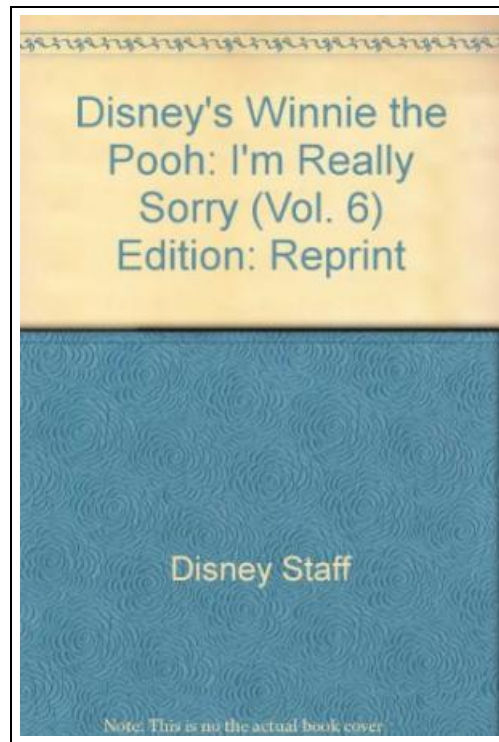 Disney's Winnie the
Pooh: I'm Really
Sorry (Vol. 6)
Edition: Reprint
Disney Staff
Note: This is no the actual book cover